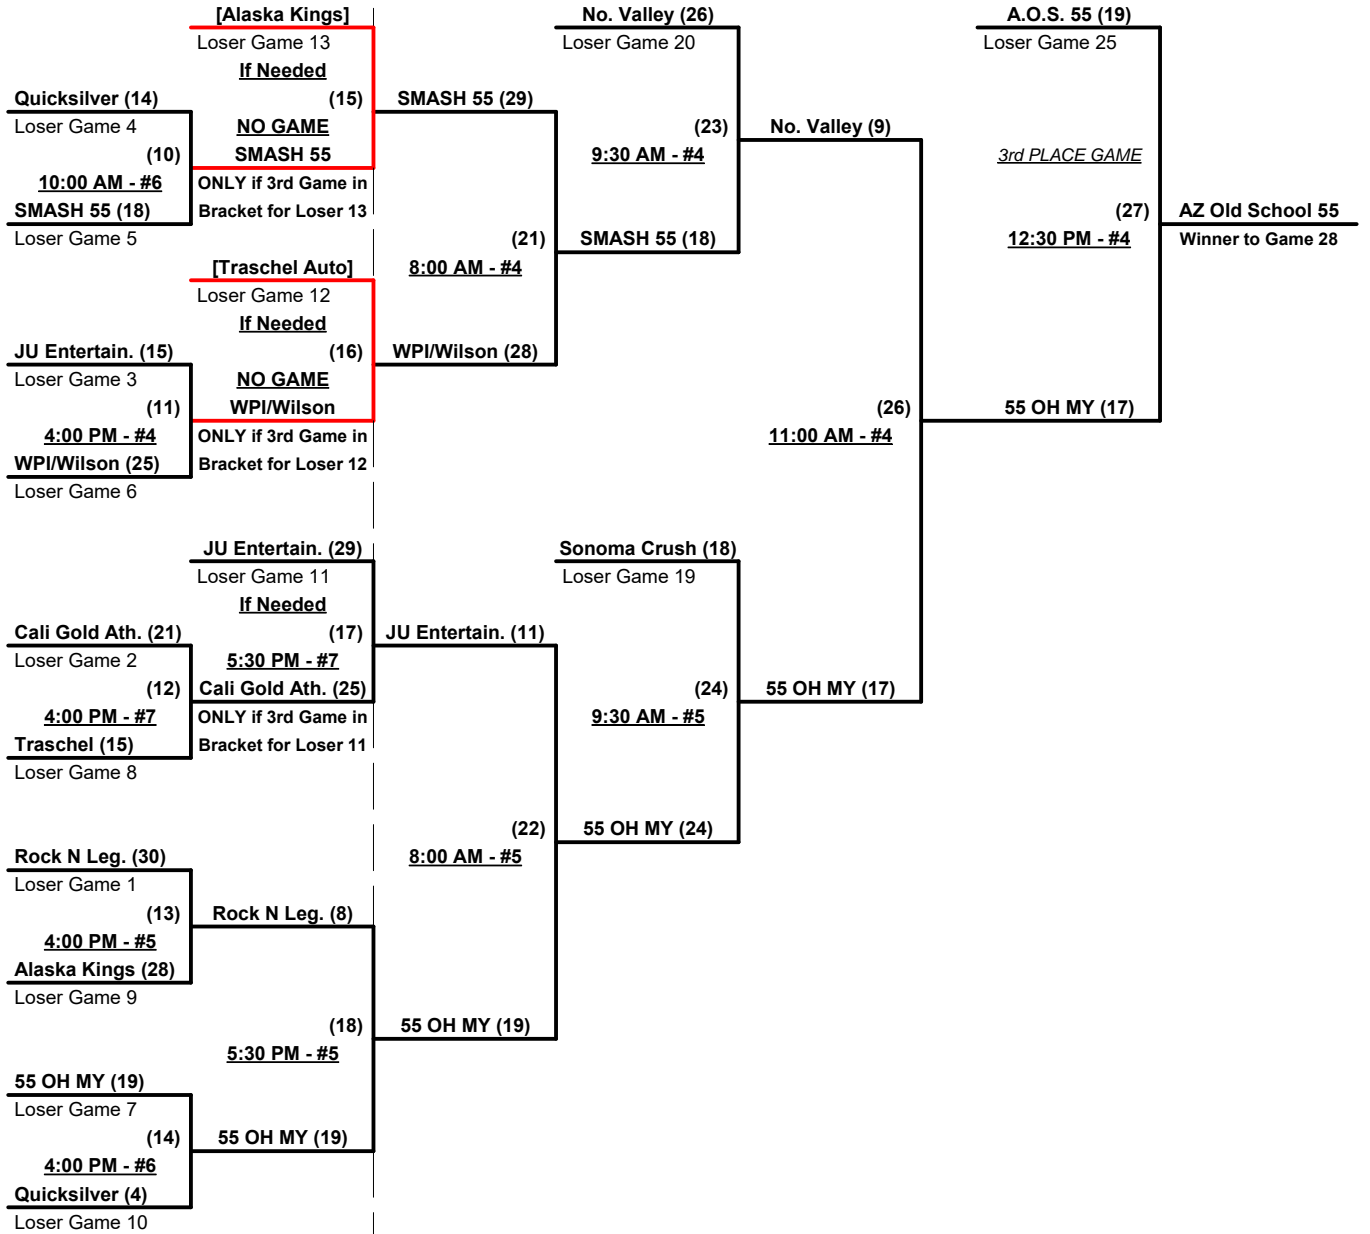 [Alaska Kings]
Loser Game 13
If Needed
(15)
NO GAME
SMASH 55
ONLY if 3rd Game in
Bracket for Loser 13
Quicksilver (14)
Loser Game 4
(10)
10:00 AM - #6
SMASH 55 (18)
Loser Game 5
[Traschel Auto]
Loser Game 12
If Needed
(16)
NO GAME
WPI/Wilson
ONLY if 3rd Game in
Bracket for Loser 12
JU Entertain. (15)
Loser Game 3
(11)
4:00 PM - #4
WPI/Wilson (25)
Loser Game 6
JU Entertain. (29)
Loser Game 11
If Needed
(17)
5:30 PM - #7
Cali Gold Ath. (25)
ONLY if 3rd Game in
Bracket for Loser 11
Cali Gold Ath. (21)
Loser Game 2
(12)
4:00 PM - #7
Traschel (15)
Loser Game 8
Rock N Leg. (30)
Loser Game 1
(13)
4:00 PM - #5
Alaska Kings (28)
Loser Game 9
Rock N Leg. (8)
(18)
5:30 PM - #5
55 OH MY (19)
Loser Game 7
(14)
4:00 PM - #6
Quicksilver (4)
Loser Game 10
55 OH MY (19)
SMASH 55 (29)
(21)
8:00 AM - #4
WPI/Wilson (28)
JU Entertain. (11)
(22)
8:00 AM - #5
55 OH MY (19)
No. Valley (26)
Loser Game 20
(23)
9:30 AM - #4
SMASH 55 (18)
Sonoma Crush (18)
Loser Game 19
(24)
9:30 AM - #5
55 OH MY (24)
No. Valley (9)
(26)
11:00 AM - #4
55 OH MY (17)
A.O.S. 55 (19)
Loser Game 25
3rd PLACE GAME
(27)
12:30 PM - #4
55 OH MY (17)
AZ Old School 55
Winner to Game 28